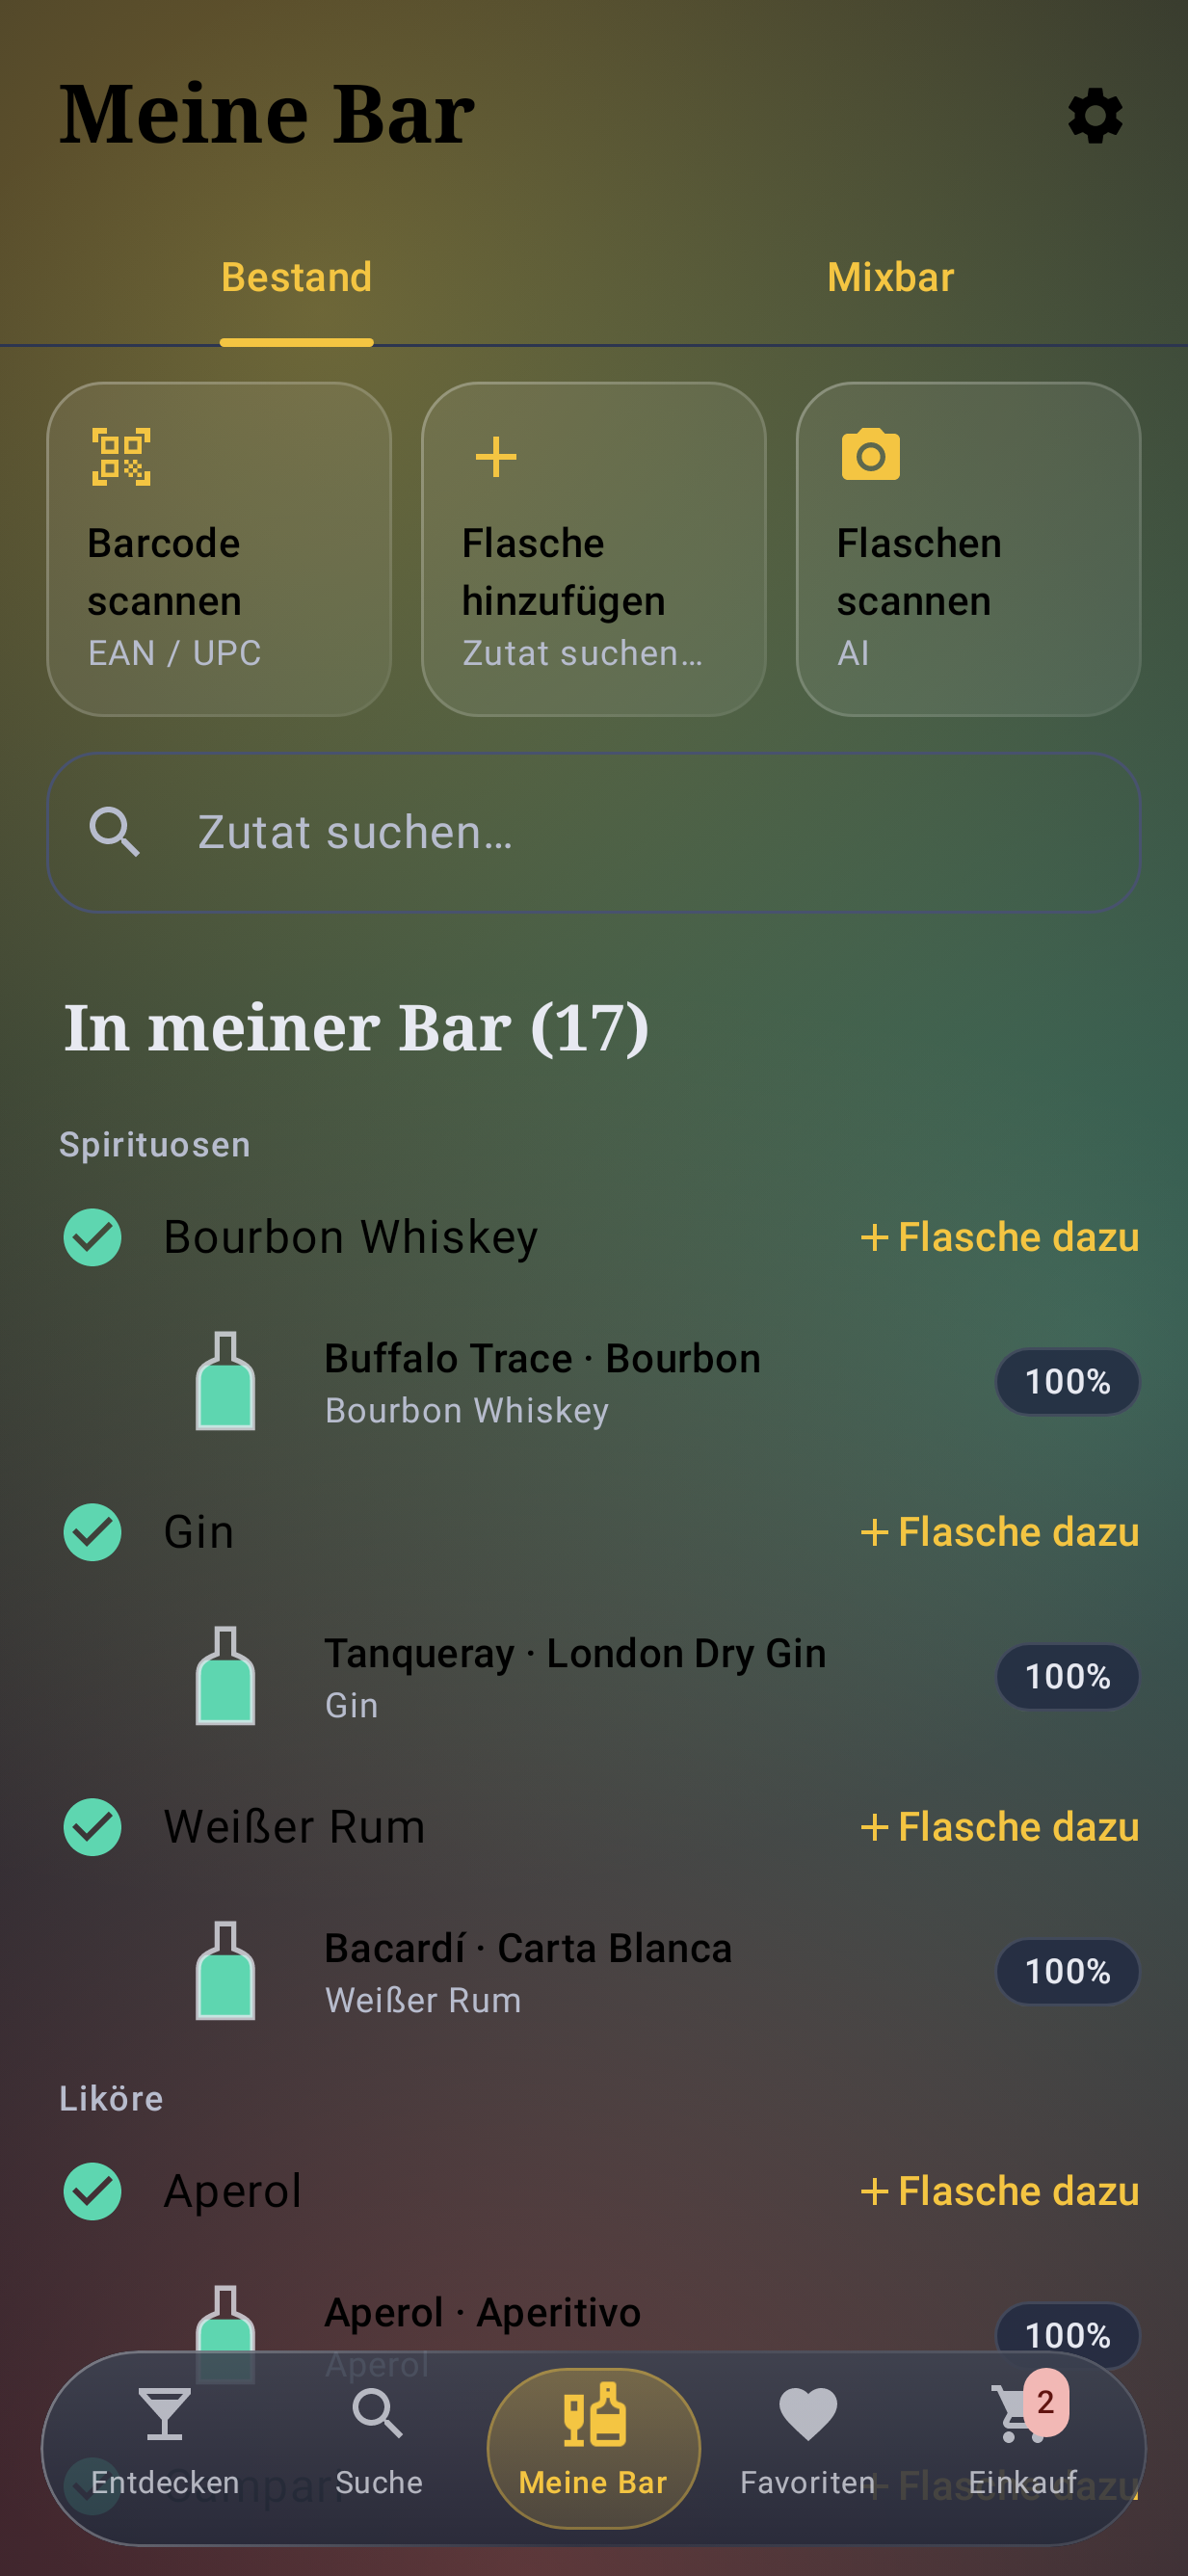 Meine Bar
Bestand
Mixbar
Barcode
scannen
EAN / UPC
Flasche
hinzufügen
Zutat suchen…
Flaschen
scannen
AI
Zutat suchen…
In meiner Bar (17)
Spirituosen
Bourbon Whiskey
+ Flasche dazu
Buffalo Trace · Bourbon
Bourbon Whiskey
100%
Gin
+ Flasche dazu
Tanqueray · London Dry Gin
Gin
100%
Weißer Rum
+ Flasche dazu
Bacardí · Carta Blanca
Weißer Rum
100%
Liköre
Aperol
+ Flasche dazu
Aperol · Aperitivo
Aperol
100%
Campari
+ Flasche dazu
Entdecken
Suche
Meine Bar
Favoriten
2
Einkauf